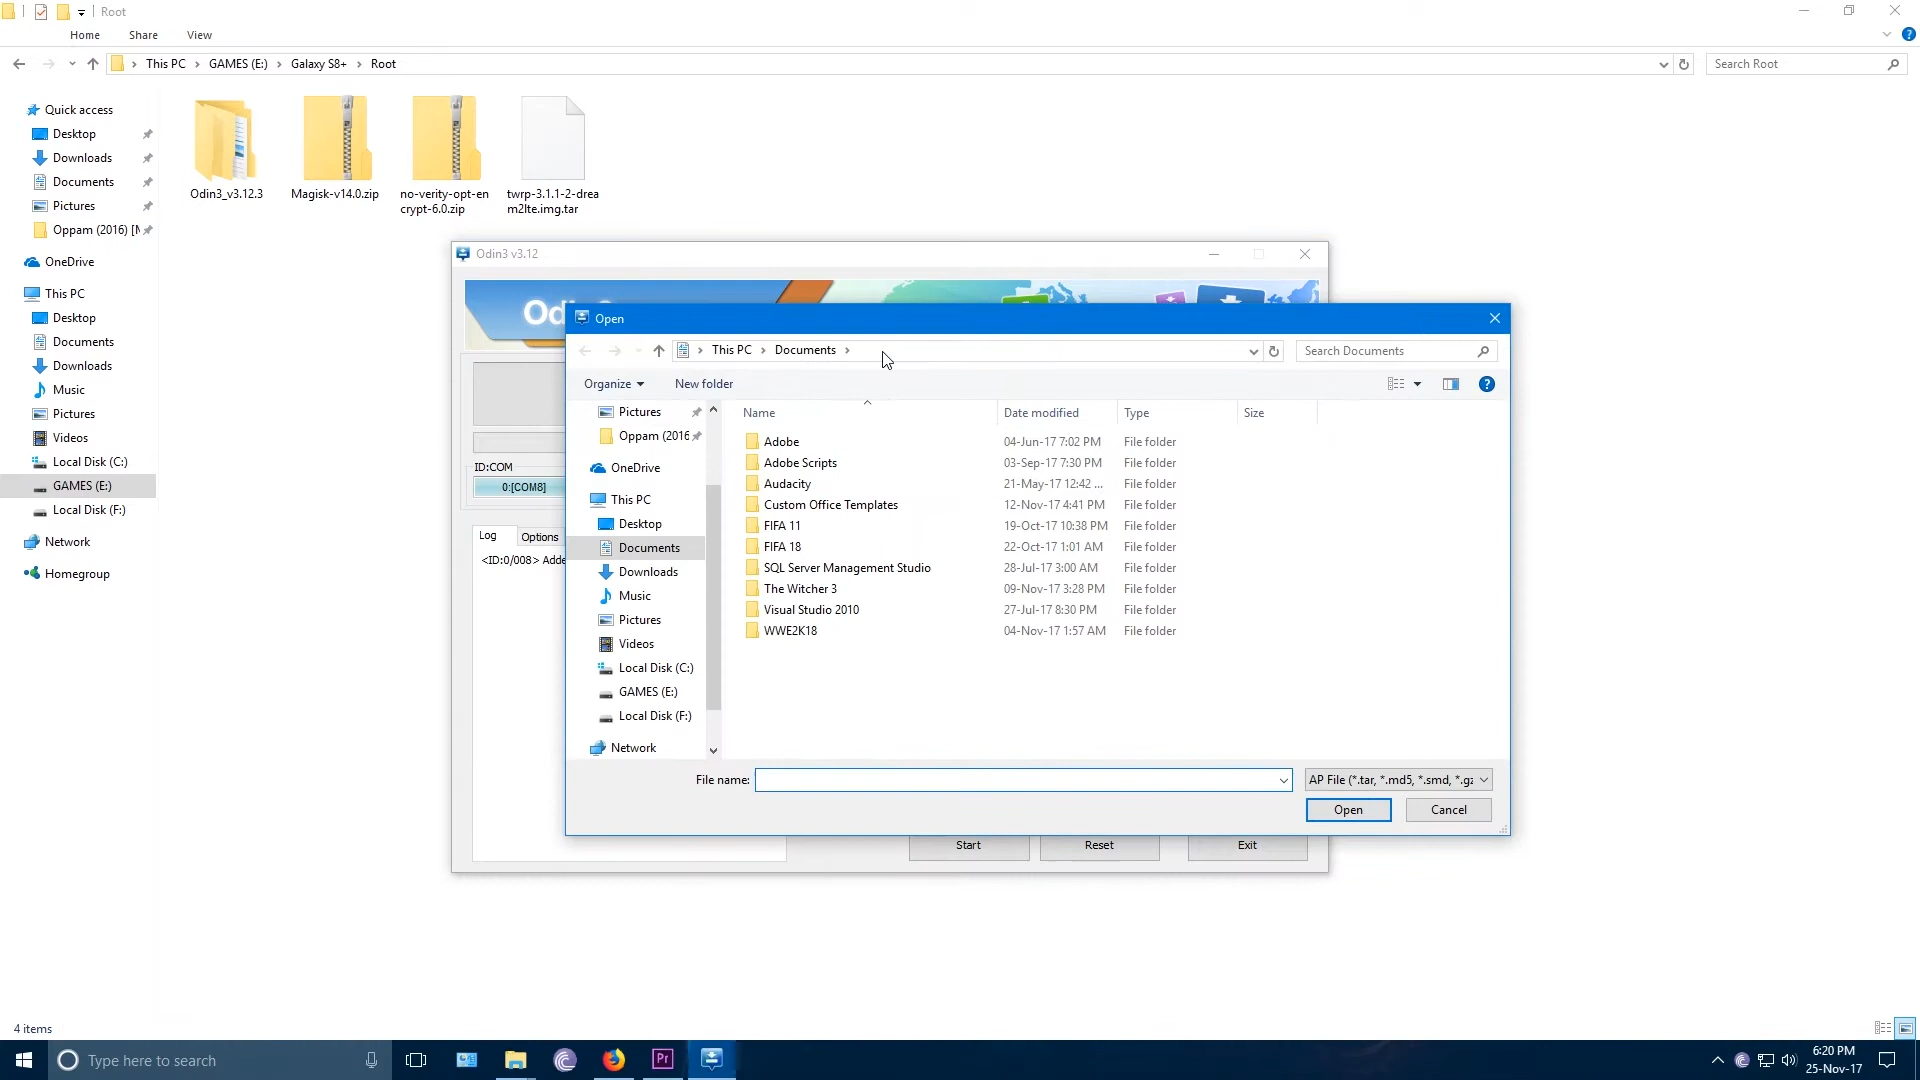 Root
Home
Share
View
This PC
GAMES (E:)
Galaxy S8+
Root
Search Root
Quick access
Desktop
Downloads
Documents
Pictures
Oppam (2016) [
OneDrive
This PC
Desktop
Documents
Downloads
Music
Pictures
Videos
Local Disk (C:)
GAMES (E:)
Local Disk (F:)
Network
Homegroup
Odin3_v3.12.3
Magisk-v14.0.zip
no-verity-opt-en
crypt-6.0.zip
twrp-3.1.1-2-drea
m2lte.img.tar
Odin3 v3.12
ID:COM
0:[COM8]
Log
Options
<ID:0/008> Adde
Start
Reset
Exit
Open
This PC
Documents
Search Documents
Organize
New folder
Pictures
Oppam (2016
OneDrive
This PC
Desktop
Documents
Downloads
Music
Pictures
Videos
Local Disk (C:)
GAMES (E:)
Local Disk (F:)
Network
Name
Date modified
Type
Size
Adobe 04-Jun-17 7:02 PM File folder
Adobe Scripts 03-Sep-17 7:30 PM File folder
Audacity 21-May-17 12:42 ... File folder
Custom Office Templates 12-Nov-17 4:41 PM File folder
FIFA 11 19-Oct-17 10:38 PM File folder
FIFA 18 22-Oct-17 1:01 AM File folder
SQL Server Management Studio 28-Jul-17 3:00 AM File folder
The Witcher 3 09-Nov-17 3:28 PM File folder
Visual Studio 2010 27-Jul-17 8:30 PM File folder
WWE2K18 04-Nov-17 1:57 AM File folder
File name:
AP File (*.tar, *.md5, *.smd, *.gz
Open
Cancel
4 items
Type here to search
Pr
6:20 PM
25-Nov-17